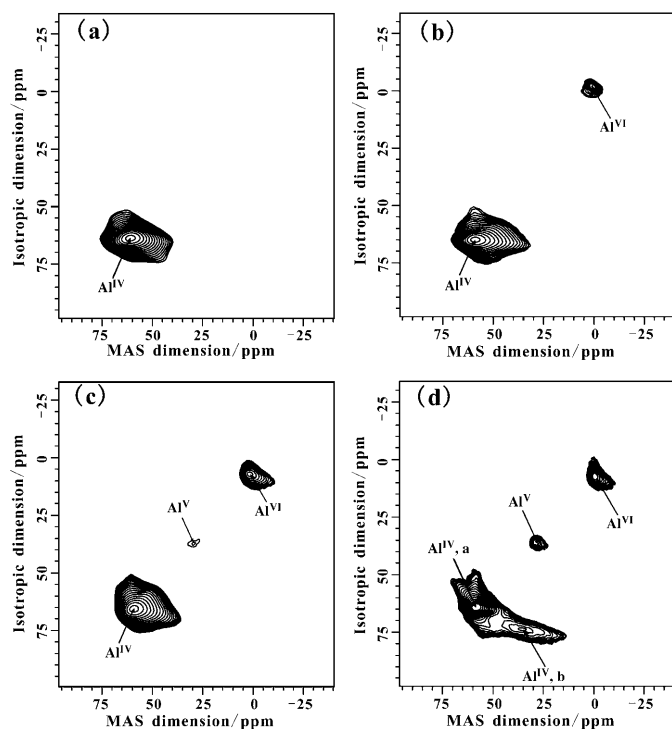 (a)
−25
0
25
50
75
Isotropic dimension/ppm
Al^IV
75 50 25 0 −25
MAS dimension/ppm
(b)
−25
0
25
50
75
Isotropic dimension/ppm
Al^VI
Al^IV
75 50 25 0 −25
MAS dimension/ppm
(c)
−25
0
25
50
75
Isotropic dimension/ppm
Al^V
Al^VI
Al^IV
75 50 25 0 −25
MAS dimension/ppm
(d)
−25
0
25
50
75
Isotropic dimension/ppm
Al^V
Al^VI
Al^IV, a
Al^IV, b
75 50 25 0 −25
MAS dimension/ppm